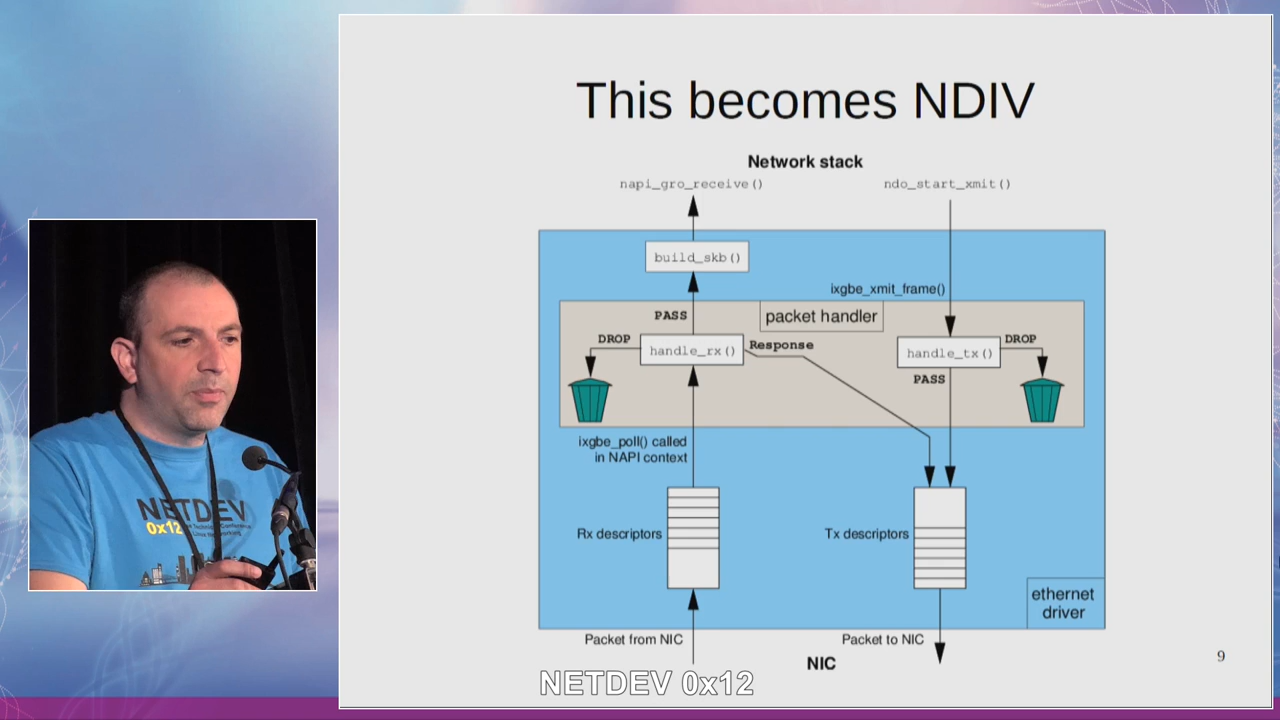 This becomes NDIV
Network stack
napi_gro_receive()
ndo_start_xmit()
build_skb()
ixgbe_xmit_frame()
PASS
packet handler
DROP
handle_rx()
Response
handle_tx()
DROP
PASS
ixgbe_poll() called
in NAPI context
Rx descriptors
Tx descriptors
ethernet
driver
Packet from NIC
Packet to NIC
NIC
9
NETDEV 0x12
NETDEV
0x12